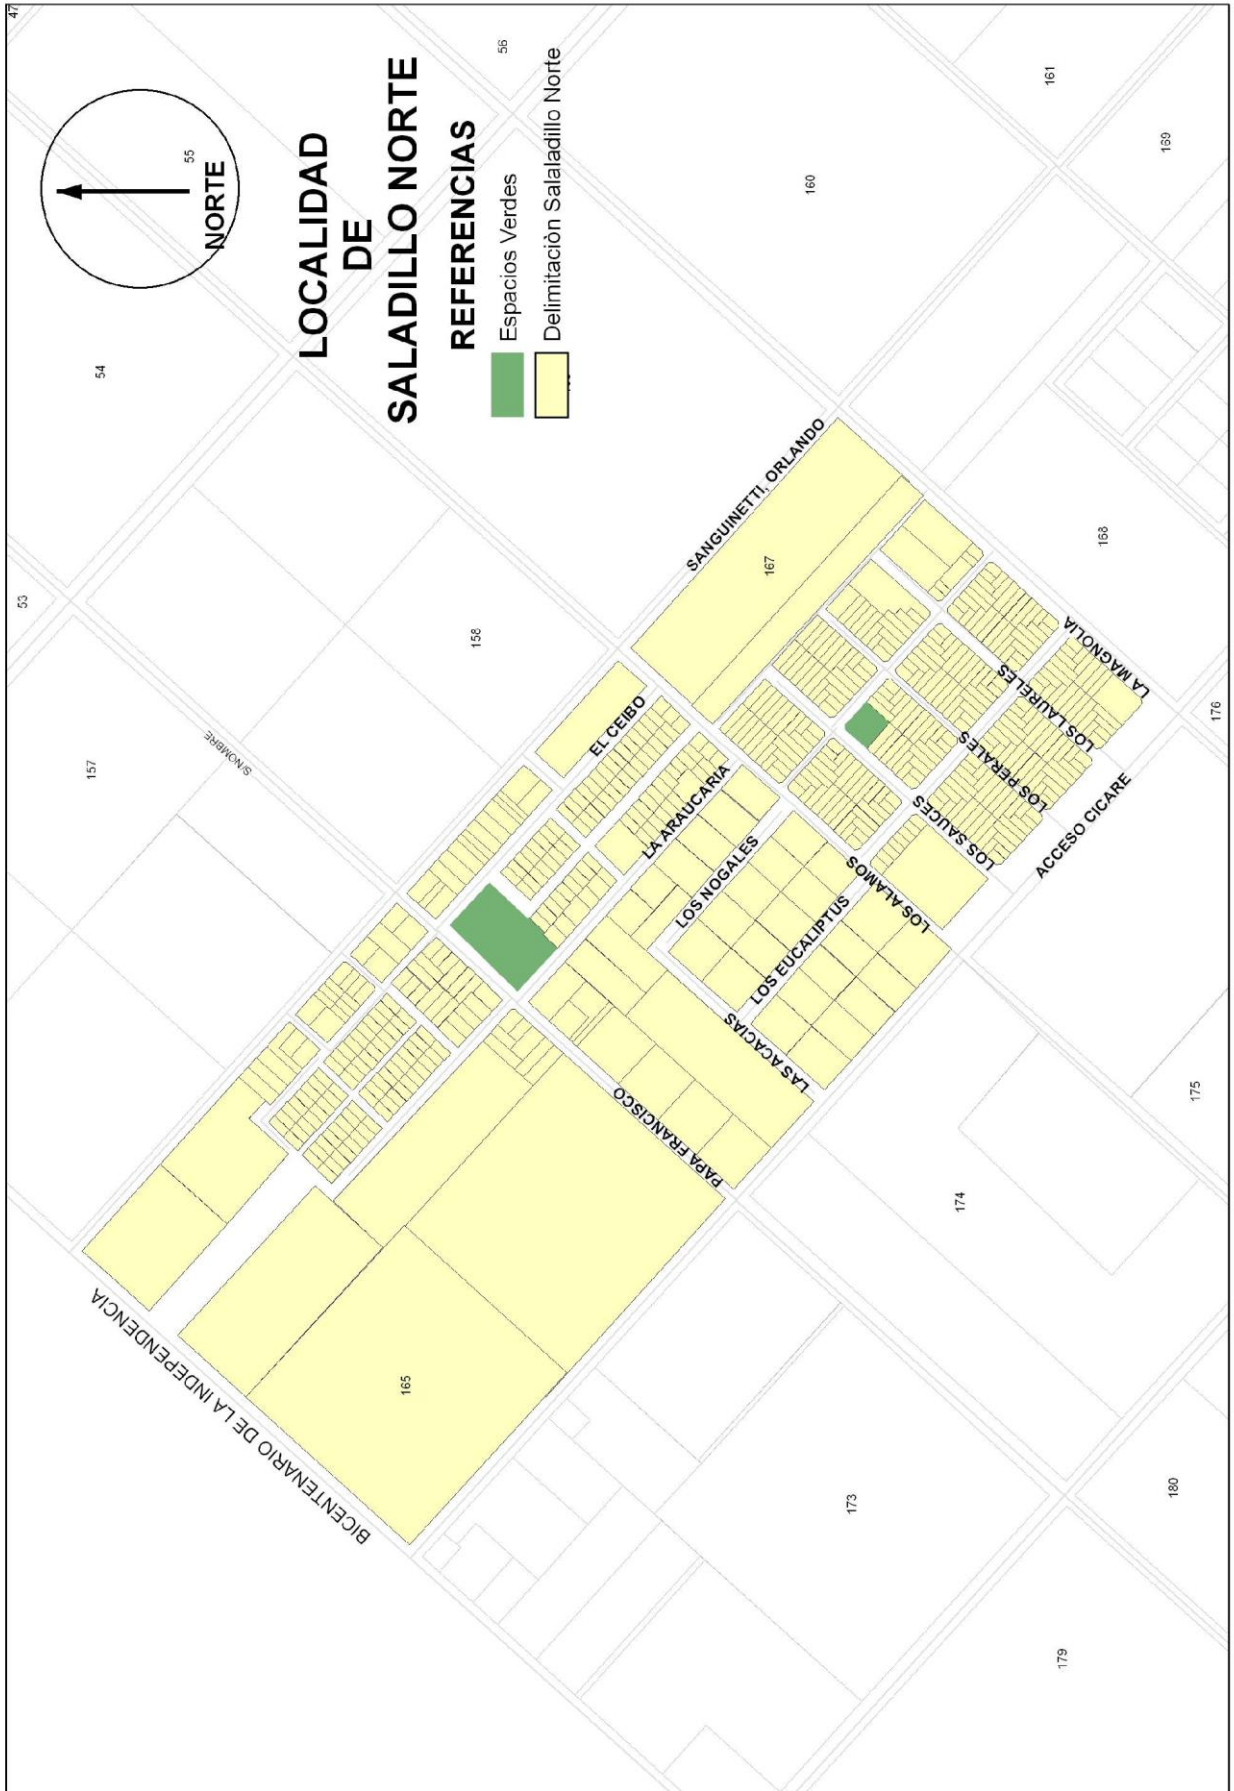 LOCALIDAD
DE
SALADILLO NORTE
REFERENCIAS
Espacios Verdes
Delimitaciòn Salaladillo Norte
NORTE
47
55
56
54
53
161
169
160
158
157
S/NOMBRE
SANGUINETTI, ORLANDO
167
168
EL CEIBO
LA ARAUCARIA
LA MAGNOLIA
LOS LAURELES
LOS PERALES
LOS SAUCES
ACCESO CICARE
176
LOS NOGALES
LOS ALAMOS
LOS EUCALIPTUS
LAS ACACIAS
PAPA FRANCISCO
175
174
BICENTENARIO DE LA INDEPENDENCIA
165
173
180
179